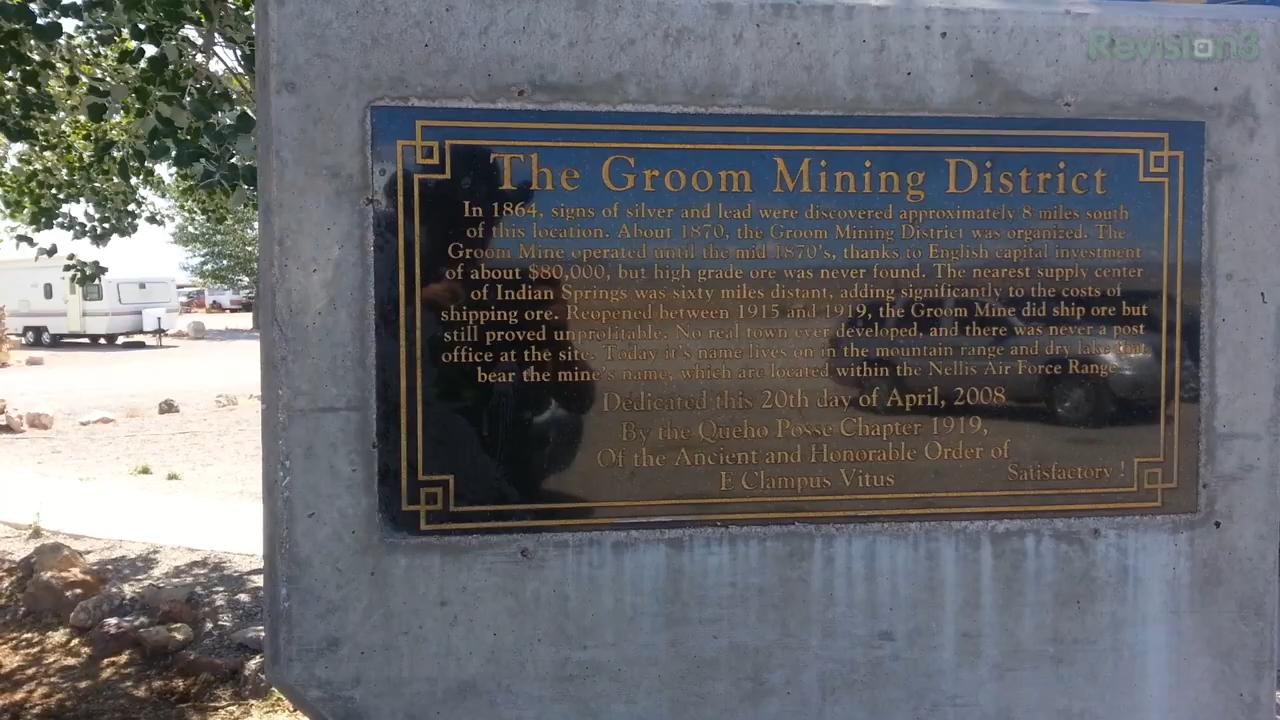 Revision3
The Groom Mining District
In 1864, signs of silver and lead were discovered approximately 8 miles south
of this location. About 1870, the Groom Mining District was organized. The
Groom Mine operated until the mid 1870's, thanks to English capital investment
of about $80,000, but high grade ore was never found. The nearest supply center
of Indian Springs was sixty miles distant, adding significantly to the costs of
shipping ore. Reopened between 1915 and 1919, the Groom Mine did ship ore but
still proved unprofitable. No real town ever developed, and there was never a post
office at the site. Today it's name lives on in the mountain range and dry lake that
bear the mine's name, which are located within the Nellis Air Force Range.
Dedicated this 20th day of April, 2008
By the Queho Posse Chapter 1919,
Of the Ancient and Honorable Order of
E Clampus Vitus
Satisfactory !